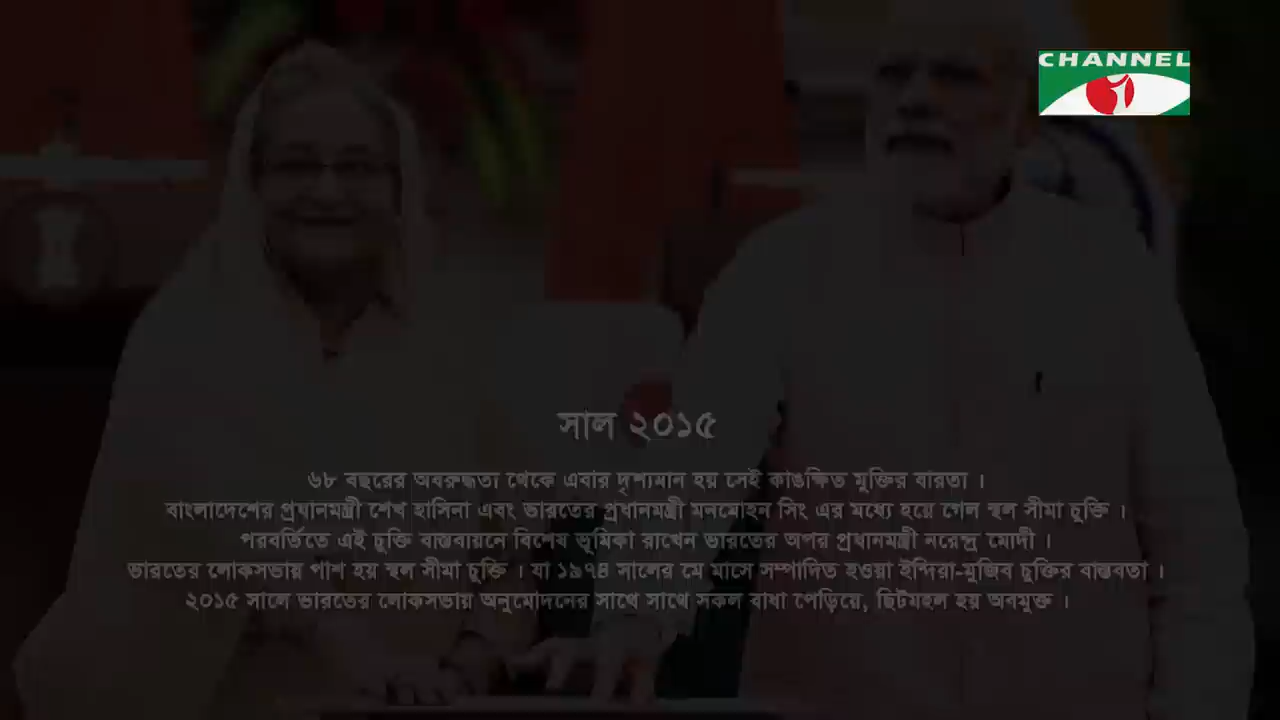 CHANNEL
সাল ২০১৫
৬৮ বছরের অবরুদ্ধতা থেকে এবার দৃশ্যমান হয় সেই কাঙক্ষিত মুক্তির বারতা ।
বাংলাদেশের প্রধানমন্ত্রী শেখ হাসিনা এবং ভারতের প্রধানমন্ত্রী মনমোহন সিং এর মধ্যে হয়ে গেল স্থল সীমা চুক্তি ।
পরবর্তিতে এই চুক্তি বাস্তবায়নে বিশেষ ভূমিকা রাখেন ভারতের অপর প্রধানমন্ত্রী নরেন্দ্র মোদী ।
ভারতের লোকসভায় পাশ হয় স্থল সীমা চুক্তি । যা ১৯৭৪ সালের মে মাসে সম্পাদিত হওয়া ইন্দিরা-মুজিব চুক্তির বাস্তবতা ।
২০১৫ সালে ভারতের লোকসভায় অনুমোদনের সাথে সাথে সকল বাধা পেড়িয়ে, ছিটমহল হয় অবমুক্ত ।